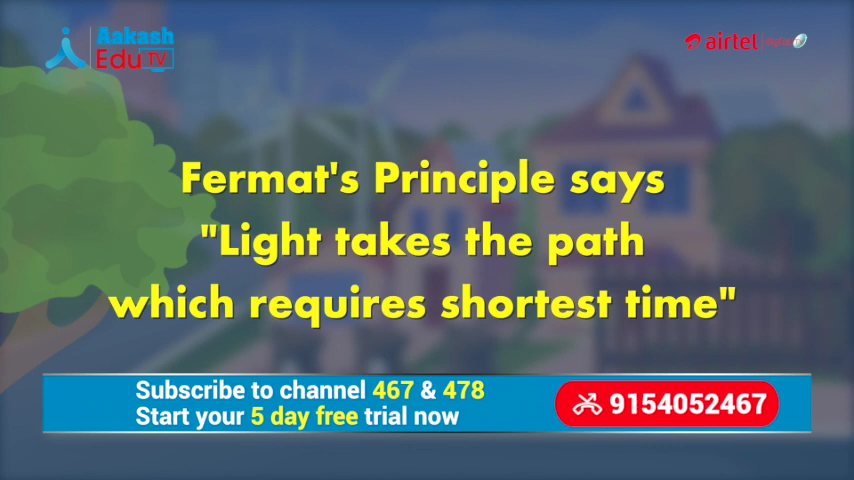 Aakash
Edu TV
airtel
Fermat's Principle says
"Light takes the path
which requires shortest time"
Subscribe to channel 467 & 478
Start your 5 day free trial now
9154052467